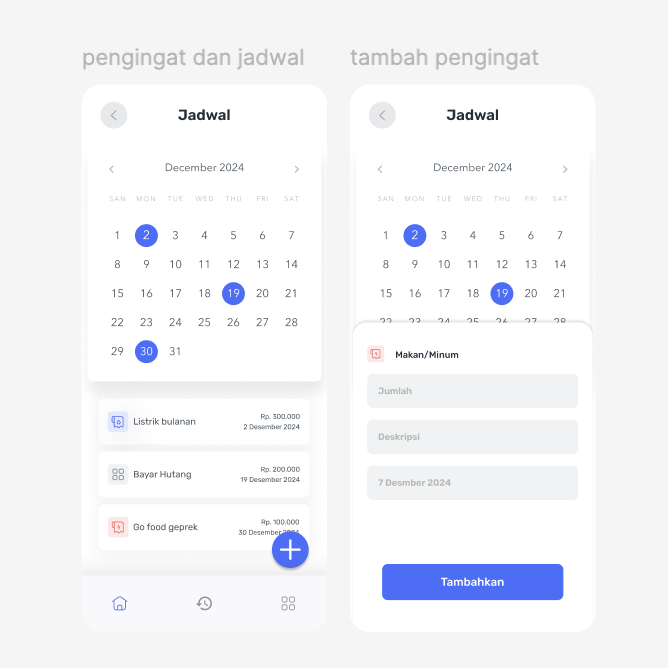 pengingat dan jadwal
Jadwal
December 2024
SAN MON TUE WED THU FRI SAT
1 2 3 4 5 6 7
8 9 10 11 12 13 14
15 16 17 18 19 20 21
22 23 24 25 26 27 28
29 30 31
Listrik bulanan
Rp. 300.000
2 Desember 2024
Bayar Hutang
Rp. 200.000
19 Desember 2024
Go food geprek
Rp. 100.000
30 Desember 2024
tambah pengingat
Jadwal
December 2024
SAN MON TUE WED THU FRI SAT
1 2 3 4 5 6 7
8 9 10 11 12 13 14
15 16 17 18 19 20 21
22 23 24 25 26 27 28
Makan/Minum
Jumlah
Deskripsi
7 Desmber 2024
Tambahkan